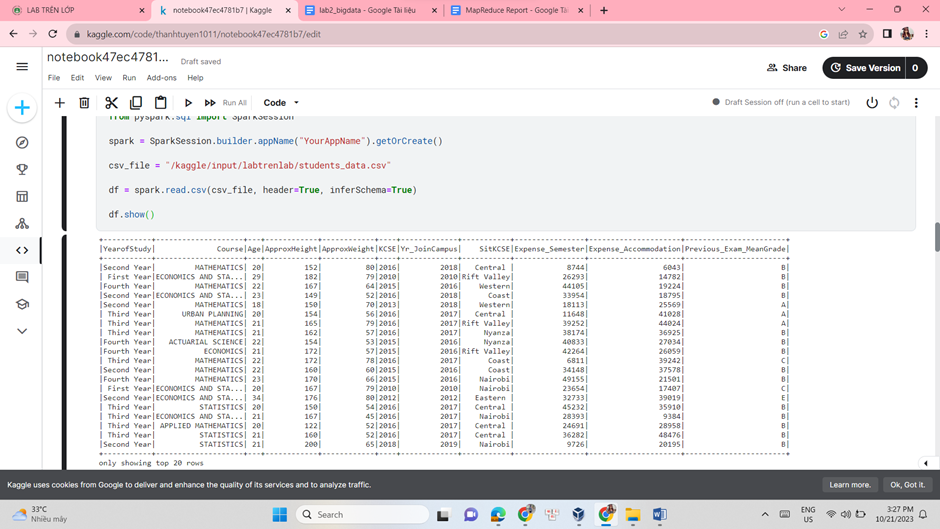 LAB TRÊN LỚP
notebook47ec4781b7 | Kaggle
lab2_bigdata - Google Tài liệu
MapReduce Report - Google Tài
kaggle.com/code/thanhtuyen1011/notebook47ec4781b7/edit
notebook47ec4781...
Draft saved
File Edit View Run Add-ons Help
Share
Save Version 0
Run All
Code
Draft Session off (run a cell to start)
from pyspark.sql import SparkSession
spark = SparkSession.builder.appName("YourAppName").getOrCreate()
csv_file = "/kaggle/input/labtrenlab/students_data.csv"
df = spark.read.csv(csv_file, header=True, inferSchema=True)
df.show()
|YearofStudy| Course|Age|ApproxHeight|ApproxWeight|KCSE|Yr_JoinCampus| SitKCSE|Expense_Semester|Expense_Accommodation|Previous_Exam_MeanGrade|
|Second Year| MATHEMATICS| 20| 152| 80|2016| 2018| Central | 8744| 6043| B|
| First Year|ECONOMICS AND STA...| 29| 182| 79|2010| 2010|Rift Valley| 26293| 14782| B|
|Fourth Year| MATHEMATICS| 22| 167| 64|2015| 2016| Western| 44105| 19224| B|
|Second Year|ECONOMICS AND STA...| 23| 149| 52|2016| 2018| Coast| 33954| 18795| B|
|Second Year| MATHEMATICS| 18| 150| 70|2013| 2018| Western| 18113| 25569| A|
| Third Year| URBAN PLANNING| 20| 154| 56|2016| 2017| Central | 11648| 41028| A|
| Third Year| MATHEMATICS| 21| 165| 79|2016| 2017|Rift Valley| 39252| 44024| A|
| Third Year| MATHEMATICS| 21| 162| 57|2016| 2017| Nyanza| 38174| 36925| B|
|Fourth Year| ACTUARIAL SCIENCE| 22| 154| 53|2015| 2016| Nyanza| 40833| 27034| B|
|Fourth Year| ECONOMICS| 21| 172| 57|2015| 2016|Rift Valley| 42264| 26059| B|
| Third Year| MATHEMATICS| 22| 172| 78|2016| 2017| Coast| 6811| 39242| C|
| Third Year| MATHEMATICS| 22| 160| 60|2016| 2017| Coast| 34148| 37578| B|
|Fourth Year| MATHEMATICS| 23| 170| 66|2015| 2016| Nairobi| 49155| 21501| B|
| First Year|ECONOMICS AND STA...| 20| 167| 79|2010| 2010| Nairobi| 23654| 17407| C|
|Second Year|ECONOMICS AND STA...| 34| 176| 80|2012| 2012| Eastern | 32733| 39019| E|
| Third Year| STATISTICS| 20| 150| 54|2016| 2017| Central | 45232| 35910| B|
| Third Year|ECONOMICS AND STA...| 21| 167| 45|2016| 2017| Nairobi| 28393| 9384| B|
| Third Year| APPLIED MATHEMATICS| 20| 122| 52|2016| 2017| Central | 24691| 28958| B|
| Third Year| STATISTICS| 21| 160| 52|2016| 2017| Central | 36282| 48476| B|
|Second Year| STATISTICS| 21| 200| 65|2018| 2019| Nairobi| 9726| 20195| B|
only showing top 20 rows
Kaggle uses cookies from Google to deliver and enhance the quality of its services and to analyze traffic.
Learn more.
Ok, Got it.
33°C
Nhiều mây
Search
ENG
US
3:27 PM
10/21/2023